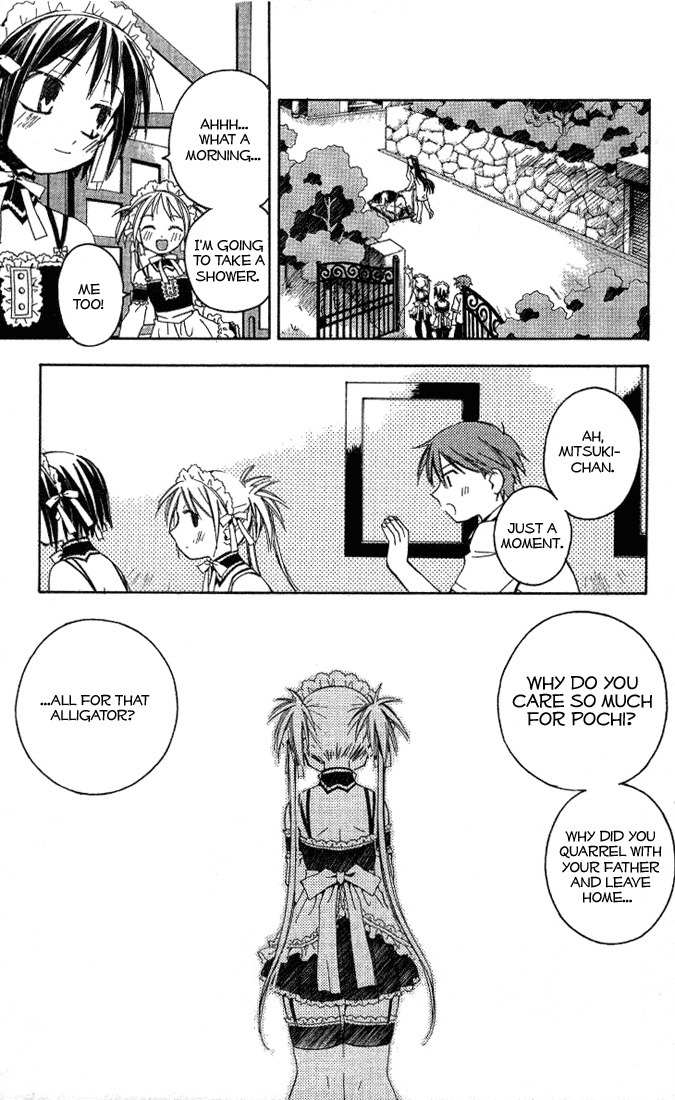 AHHH...
WHAT A
MORNING...
I'M GOING
TO TAKE A
SHOWER.
ME
TOO!
AH,
MITSUKI-
CHAN.
JUST A
MOMENT.
WHY DO YOU
CARE SO MUCH
FOR POCHI?
WHY DID YOU
QUARREL WITH
YOUR FATHER
AND LEAVE
HOME...
...ALL FOR THAT
ALLIGATOR?